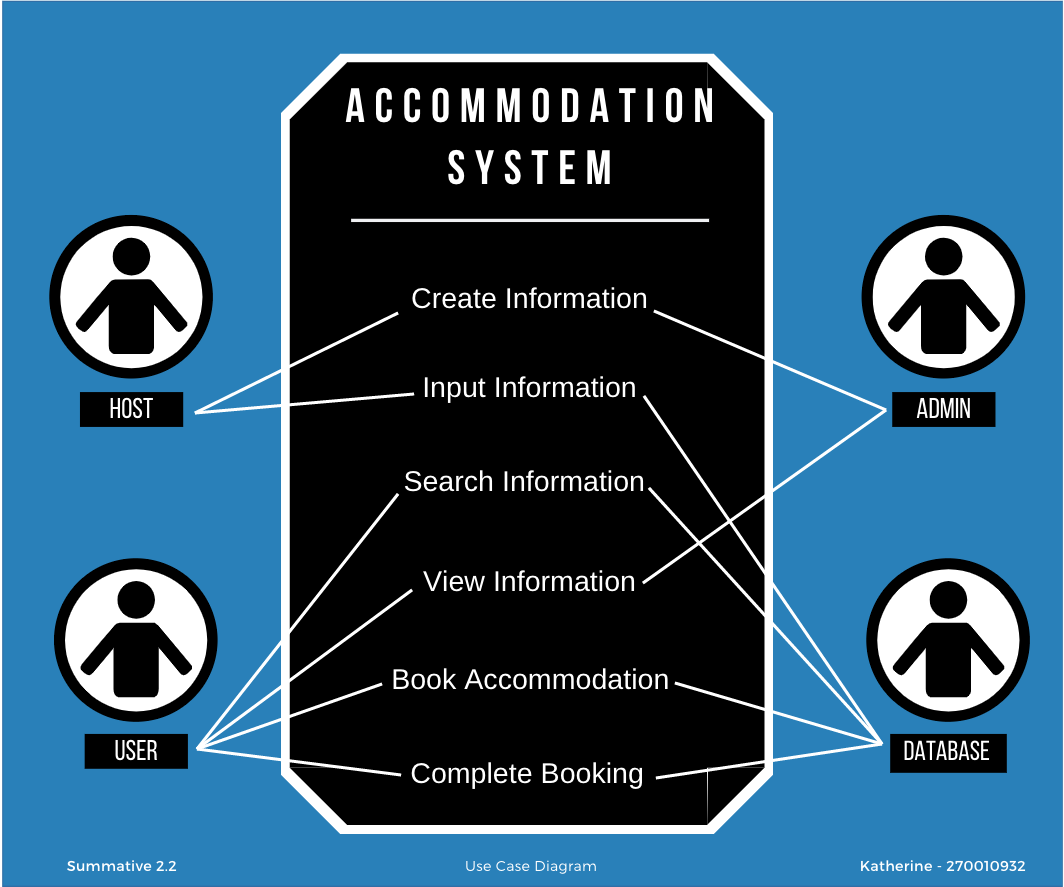 ACCOMMODATION
SYSTEM
Create Information
Input Information
HOST
ADMIN
Search Information
View Information
Book Accommodation
USER
DATABASE
Complete Booking
Summative 2.2
Use Case Diagram
Katherine - 270010932